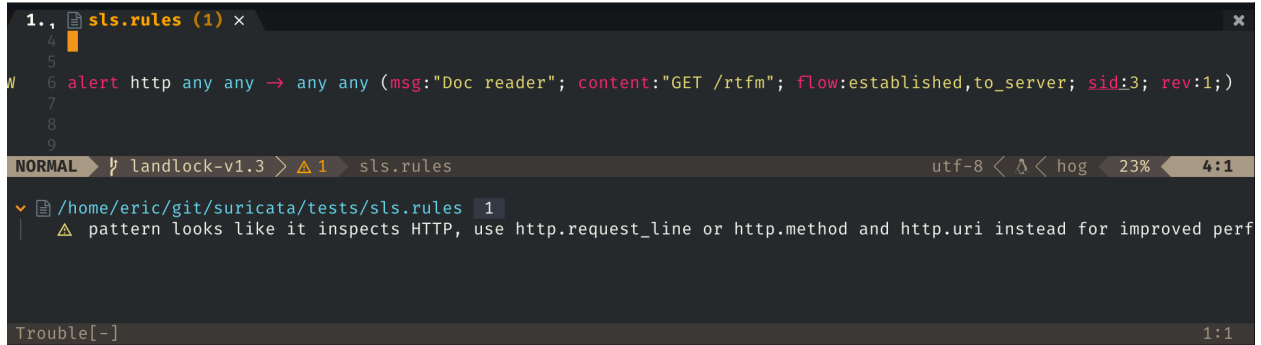 1. sls.rules (1) ×
4
5
W 6 alert http any any → any any (msg:"Doc reader"; content:"GET /rtfm"; flow:established,to_server; sid:3; rev:1;)
7
8
9
NORMAL landlock-v1.3 ⚠ 1 sls.rules utf-8 hog 23% 4:1
/home/eric/git/suricata/tests/sls.rules 1
⚠ pattern looks like it inspects HTTP, use http.request_line or http.method and http.uri instead for improved perf
Trouble[-] 1:1